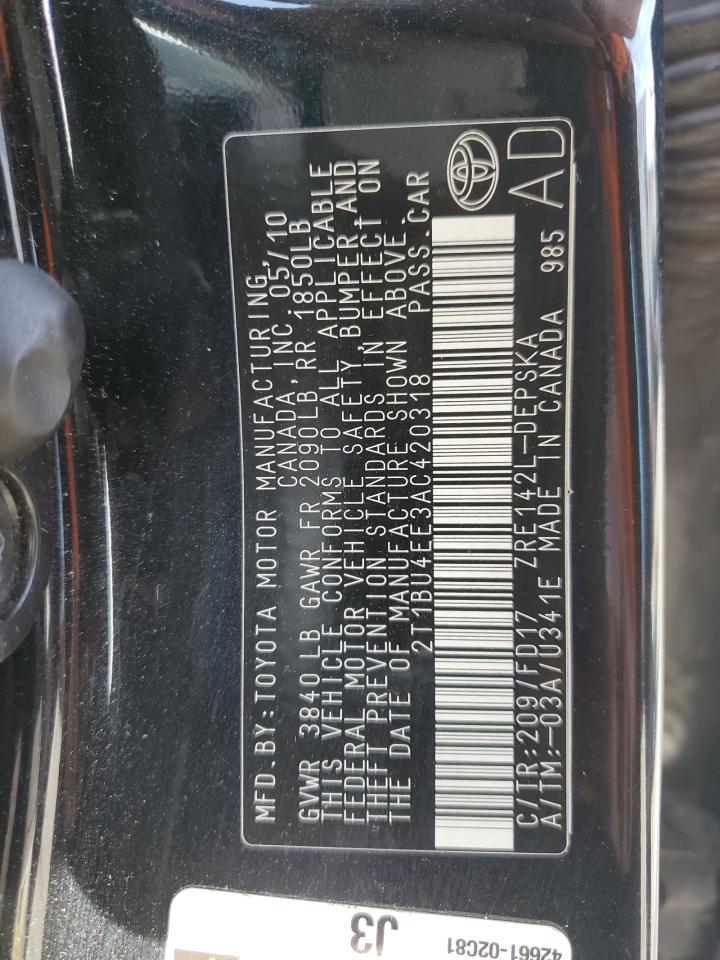 MFD.BY:TOYOTA MOTOR MANUFACTURING,
CANADA, INC. 05/10
GVWR 3840LB GAWR FR 2090LB, RR 1850LB
THIS VEHICLE CONFORMS TO ALL APPLICABLE
FEDERAL MOTOR VEHICLE SAFETY, BUMPER, AND
THEFT PREVENTION STANDARDS IN EFFECT ON
THE DATE OF MANUFACTURE SHOWN ABOVE.
2T1BU4EE3AC420318 PASS.CAR
C/TR:209/FD17 ZRE142L-DEPSKA
A/TM:-03A/U341E MADE IN CANADA 985
AD
J3
42661-02C81